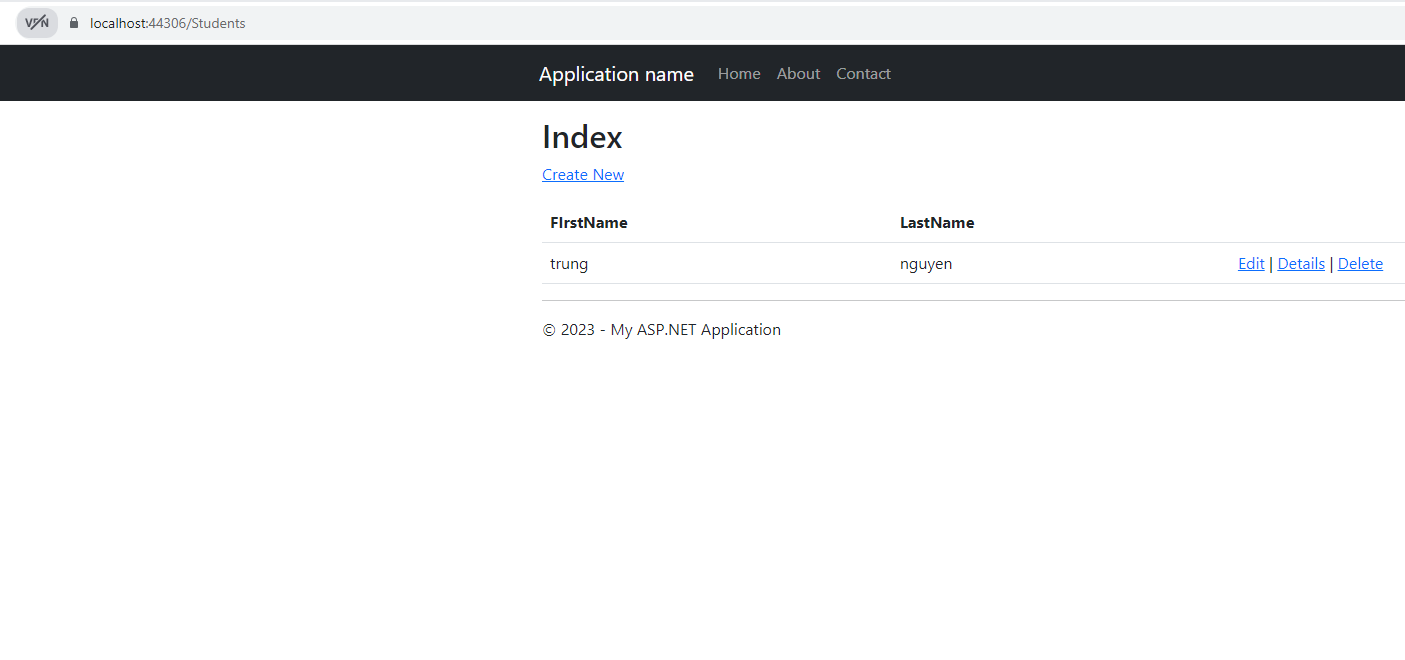 VPN localhost:44306/Students
Application name Home About Contact
Index
Create New
FIrstName LastName
trung nguyen Edit | Details | Delete
© 2023 - My ASP.NET Application